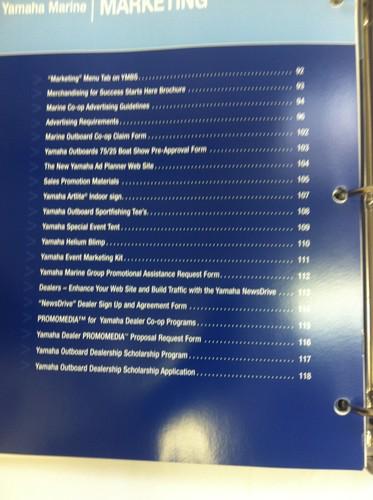 Yamaha Marine | MARKETING
"Marketing" Menu Tab on YMBS 92
Merchandising for Success Starts Here Brochure 93
Marine Co-op Advertising Guidelines 94
Advertising Requirements 96
Marine Outboard Co-op Claim Form 102
Yamaha Outboards 75/25 Boat Show Pre-Approval Form 103
The New Yamaha Ad Planner Web Site 104
Sales Promotion Materials 105
Yamaha Artlite® Indoor sign 107
Yamaha Outboard Sportfishing Tee's 108
Yamaha Special Event Tent 109
Yamaha Helium Blimp 110
Yamaha Event Marketing Kit 111
Yamaha Marine Group Promotional Assistance Request Form 112
Dealers – Enhance Your Web Site and Build Traffic with the Yamaha NewsDrive 113
"NewsDrive" Dealer Sign Up and Agreement Form
PROMOMEDIA™ for Yamaha Dealer Co-op Programs 115
Yamaha Dealer PROMOMEDIA™ Proposal Request Form 116
Yamaha Outboard Dealership Scholarship Program 117
Yamaha Outboard Dealership Scholarship Application 118